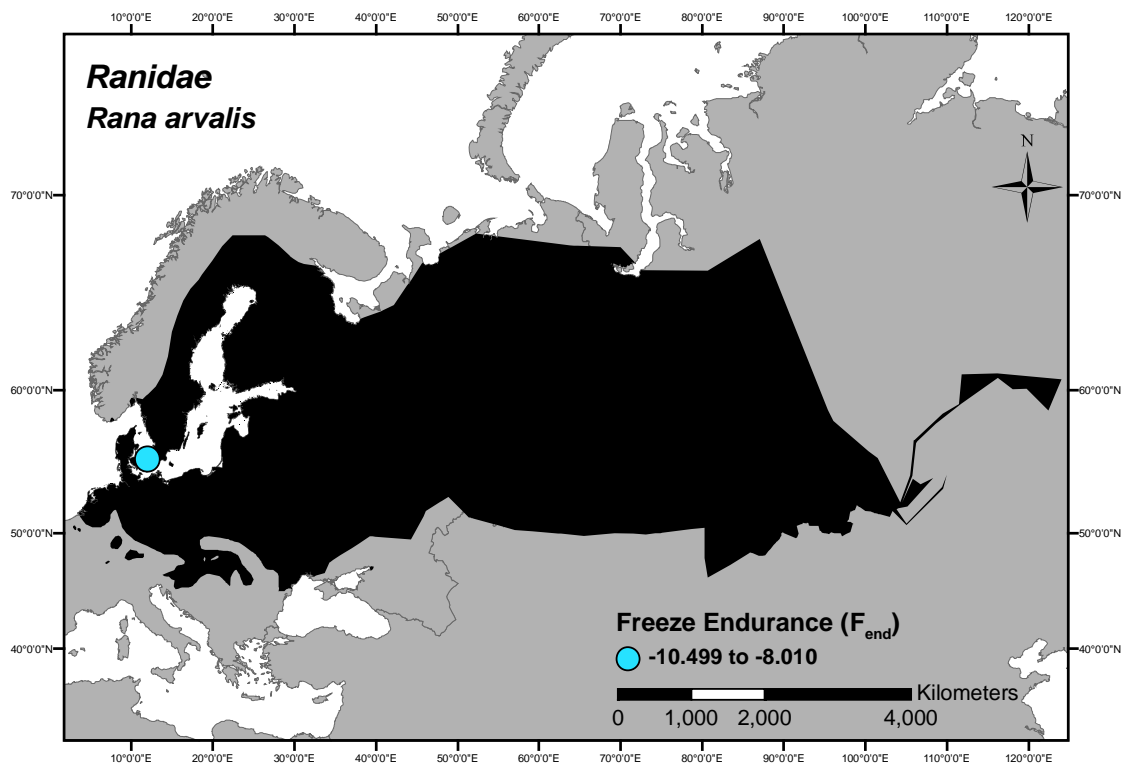 10°0'0"E 20°0'0"E 30°0'0"E 40°0'0"E 50°0'0"E 60°0'0"E 70°0'0"E 80°0'0"E 90°0'0"E 100°0'0"E 110°0'0"E 120°0'0"E
Ranidae
Rana arvalis
N
70°0'0"N 70°0'0"N
60°0'0"N 60°0'0"N
50°0'0"N 50°0'0"N
40°0'0"N 40°0'0"N
Freeze Endurance (Fend)
-10.499 to -8.010
Kilometers
0 1,000 2,000 4,000
10°0'0"E 20°0'0"E 30°0'0"E 40°0'0"E 50°0'0"E 60°0'0"E 70°0'0"E 80°0'0"E 90°0'0"E 100°0'0"E 110°0'0"E 120°0'0"E